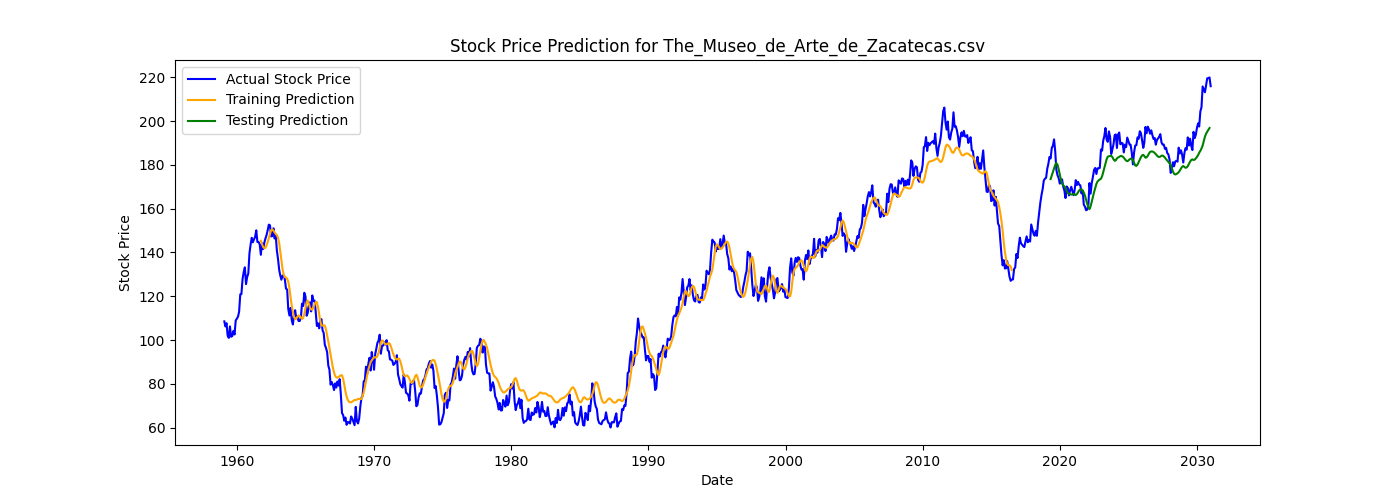 Stock Price Prediction for The_Museo_de_Arte_de_Zacatecas.csv
Actual Stock Price
Training Prediction
Testing Prediction
Stock Price
220
200
180
160
140
120
100
80
60
1960 1970 1980 1990 2000 2010 2020 2030
Date